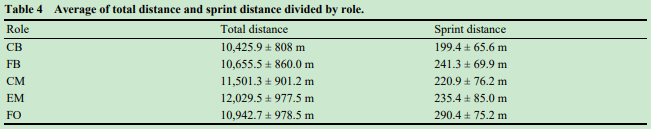 Table 4 Average of total distance and sprint distance divided by role.
Role Total distance Sprint distance
CB 10,425.9 ± 808 m 199.4 ± 65.6 m
FB 10,655.5 ± 860.0 m 241.3 ± 69.9 m
CM 11,501.3 ± 901.2 m 220.9 ± 76.2 m
EM 12,029.5 ± 977.5 m 235.4 ± 85.0 m
FO 10,942.7 ± 978.5 m 290.4 ± 75.2 m